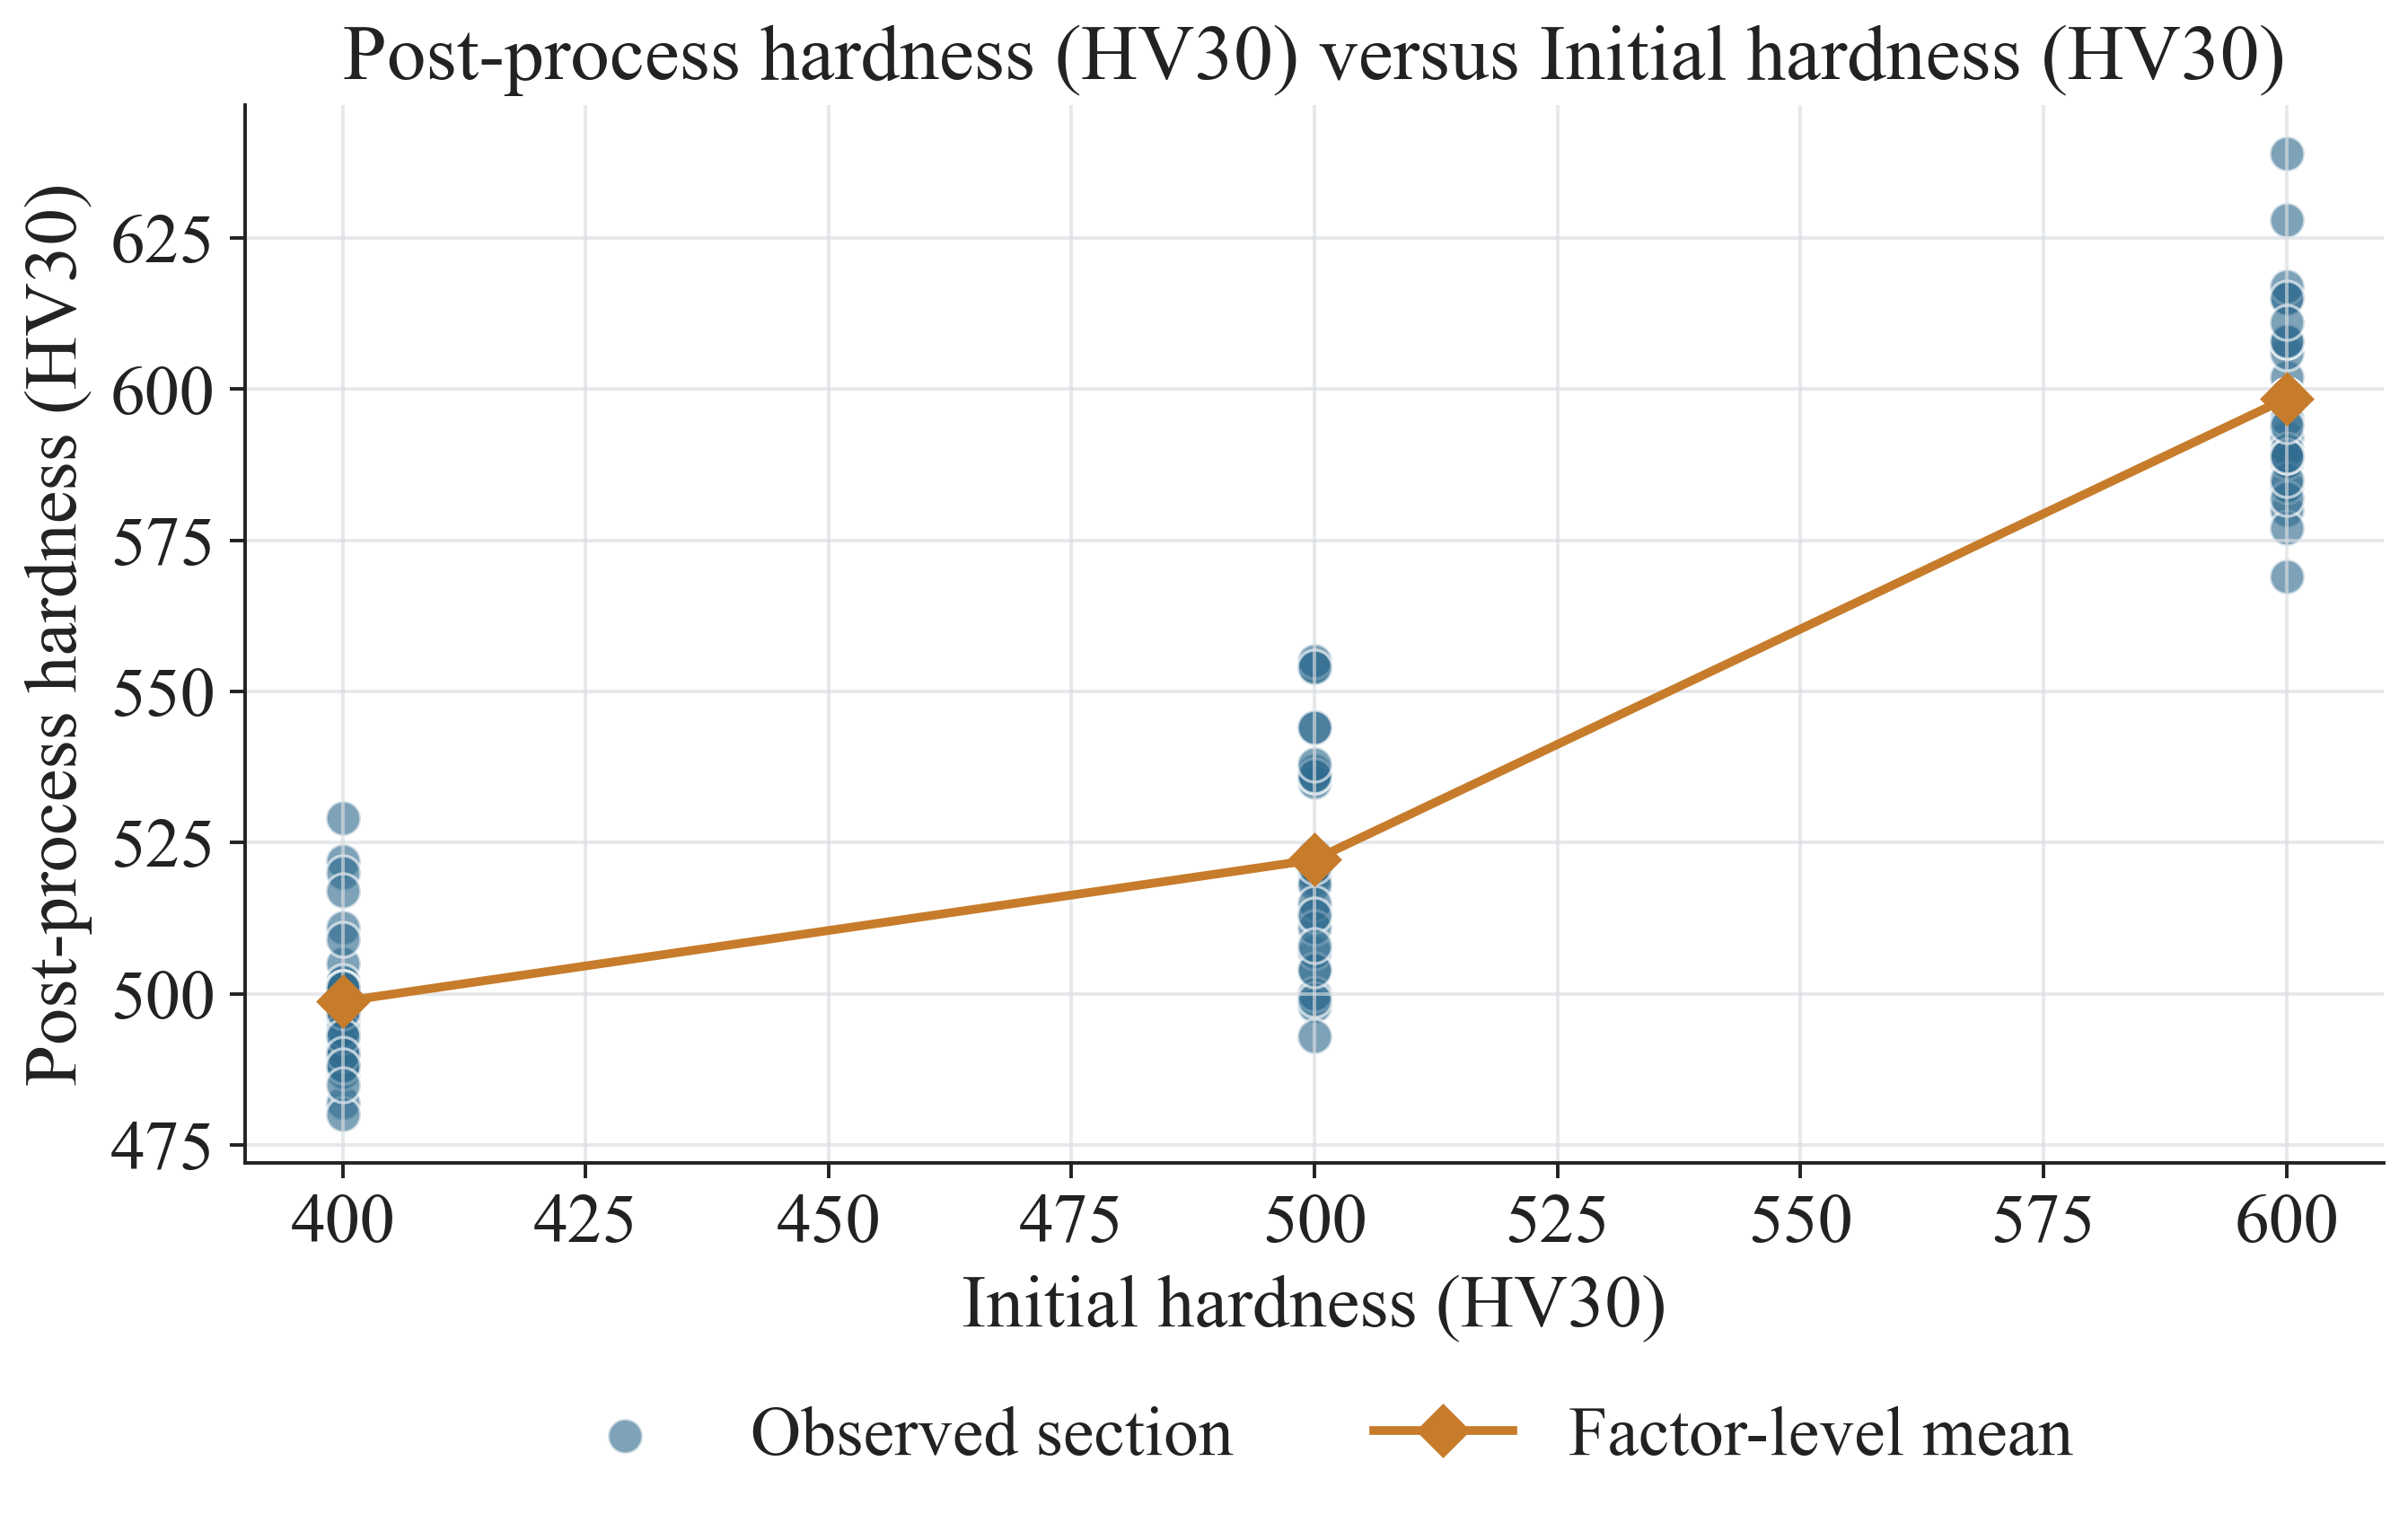 Post-process hardness (HV30) versus Initial hardness (HV30)
Post-process hardness (HV30)
625
600
575
550
525
500
475
400 425 450 475 500 525 550 575 600
Initial hardness (HV30)
Observed section Factor-level mean